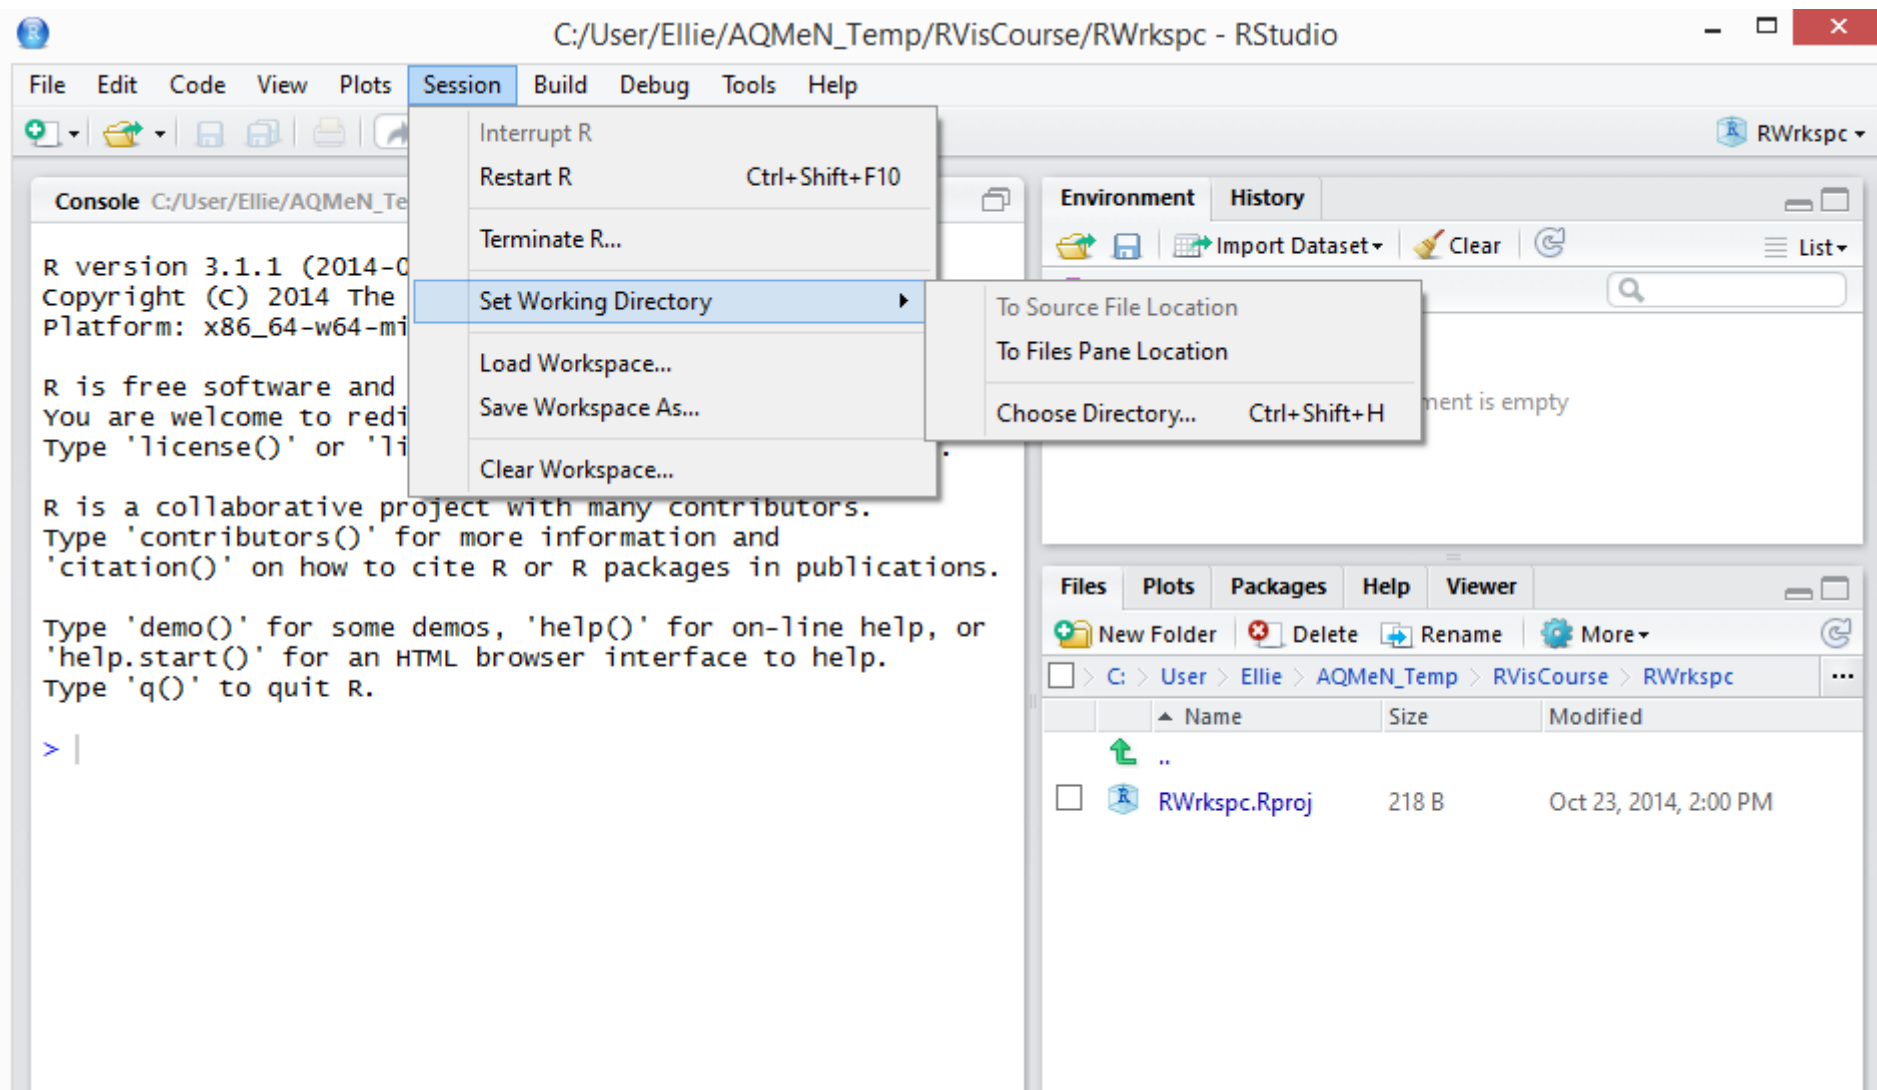 C:/User/Ellie/AQMeN_Temp/RVisCourse/RWrkspc - RStudio
File Edit Code View Plots Session Build Debug Tools Help
RWrkspc
Interrupt R
Restart R Ctrl+Shift+F10
Terminate R...
Set Working Directory
Load Workspace...
Save Workspace As...
Clear Workspace...
To Source File Location
To Files Pane Location
Choose Directory... Ctrl+Shift+H
Console C:/User/Ellie/AQMeN_Te
R version 3.1.1 (2014-0
Copyright (C) 2014 The
Platform: x86_64-w64-mi
R is free software and
You are welcome to redi
Type 'license()' or 'li
R is a collaborative project with many contributors.
Type 'contributors()' for more information and
'citation()' on how to cite R or R packages in publications.
Type 'demo()' for some demos, 'help()' for on-line help, or
'help.start()' for an HTML browser interface to help.
Type 'q()' to quit R.
>
Environment History
Import Dataset Clear List
ment is empty
Files Plots Packages Help Viewer
New Folder Delete Rename More
C: > User > Ellie > AQMeN_Temp > RVisCourse > RWrkspc ...
Name Size Modified
..
RWrkspc.Rproj 218 B Oct 23, 2014, 2:00 PM